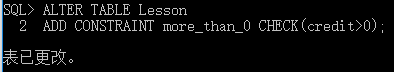 SQL> ALTER TABLE Lesson
  2  ADD CONSTRAINT more_than_0 CHECK(credit>0);
表已更改。